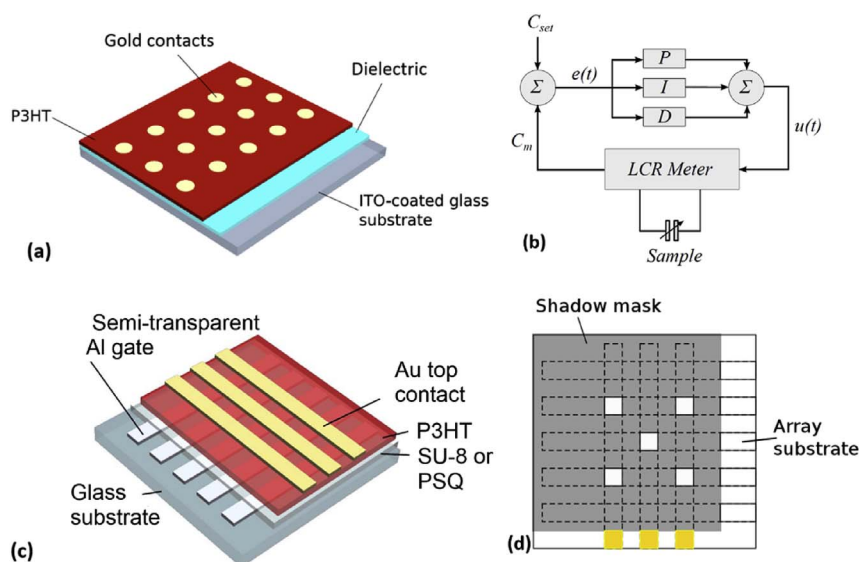 Gold contacts
Dielectric
P3HT
ITO-coated glass
substrate
(a)
C_set
Σ
e(t)
P
I
D
Σ
u(t)
C_m
LCR Meter
Sample
(b)
Semi-transparent
Al gate
Au top
contact
P3HT
SU-8 or
PSQ
Glass
substrate
(c)
Shadow mask
Array
substrate
(d)